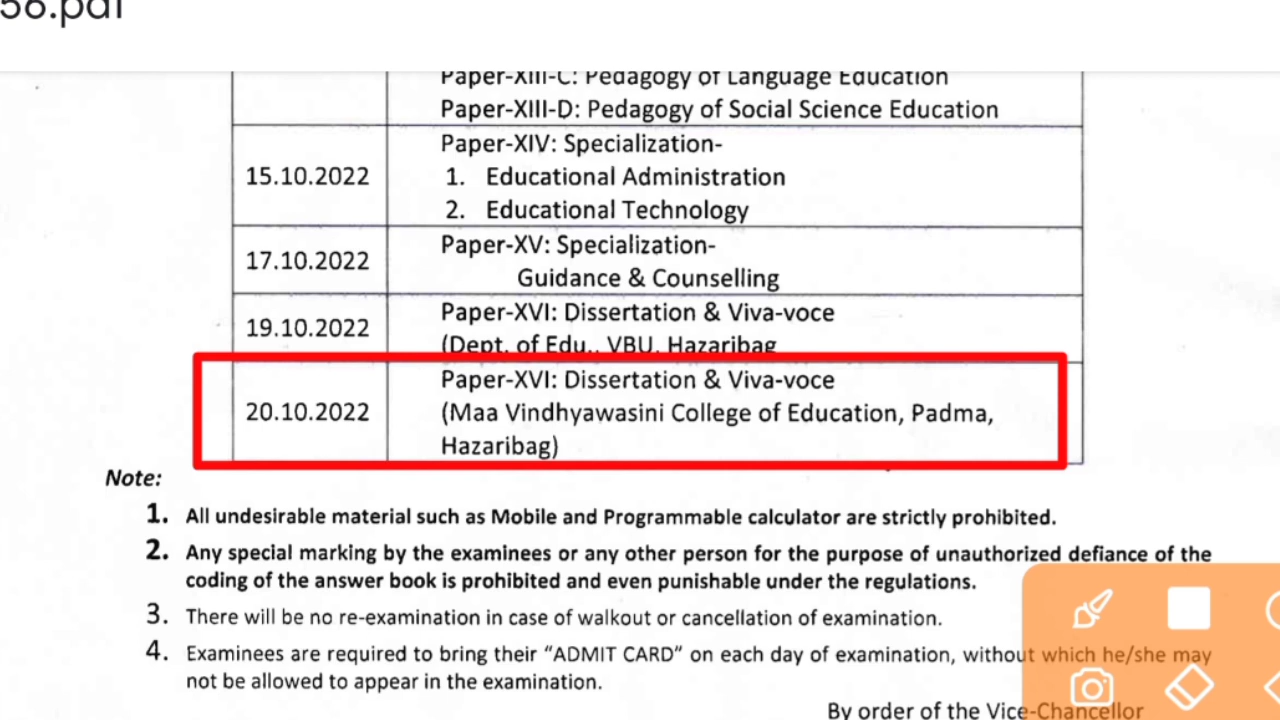 56.pdf
Paper-XIII-C: Pedagogy of Language Education
Paper-XIII-D: Pedagogy of Social Science Education
15.10.2022
Paper-XIV: Specialization-
1. Educational Administration
2. Educational Technology
17.10.2022
Paper-XV: Specialization-
Guidance & Counselling
19.10.2022
Paper-XVI: Dissertation & Viva-voce
(Dept. of Edu., VBU, Hazaribag
20.10.2022
Paper-XVI: Dissertation & Viva-voce
(Maa Vindhyawasini College of Education, Padma,
Hazaribag)
Note:
1. All undesirable material such as Mobile and Programmable calculator are strictly prohibited.
2. Any special marking by the examinees or any other person for the purpose of unauthorized defiance of the
coding of the answer book is prohibited and even punishable under the regulations.
3. There will be no re-examination in case of walkout or cancellation of examination.
4. Examinees are required to bring their “ADMIT CARD” on each day of examination, without which he/she may
not be allowed to appear in the examination.
By order of the Vice-Chancellor